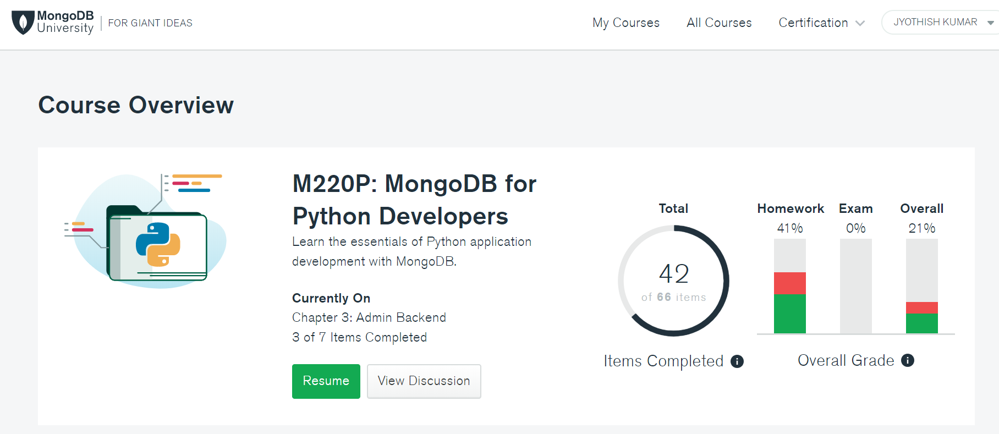 MongoDB
University
FOR GIANT IDEAS
My Courses
All Courses
Certification
JYOTHISH KUMAR
Course Overview
M220P: MongoDB for
Python Developers
Learn the essentials of Python application
development with MongoDB.
Currently On
Chapter 3: Admin Backend
3 of 7 Items Completed
Resume
View Discussion
Total
42
of 66 items
Items Completed
Homework Exam Overall
41% 0% 21%
Overall Grade